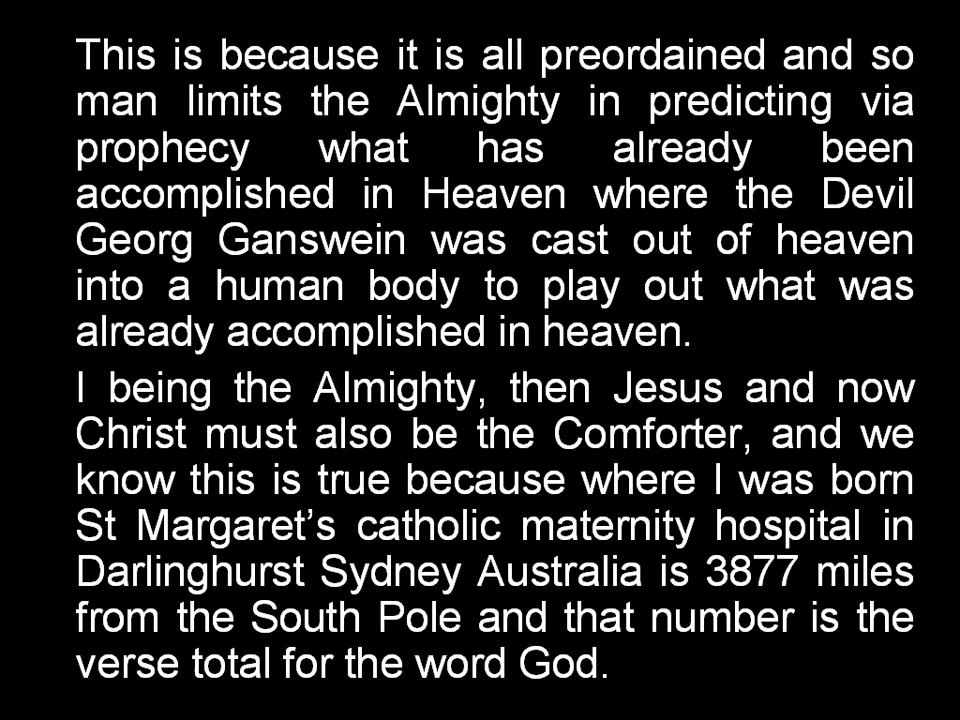 This is because it is all preordained and so
man limits the Almighty in predicting via
prophecy what has already been
accomplished in Heaven where the Devil
Georg Ganswein was cast out of heaven
into a human body to play out what was
already accomplished in heaven.
I being the Almighty, then Jesus and now
Christ must also be the Comforter, and we
know this is true because where I was born
St Margaret’s catholic maternity hospital in
Darlinghurst Sydney Australia is 3877 miles
from the South Pole and that number is the
verse total for the word God.